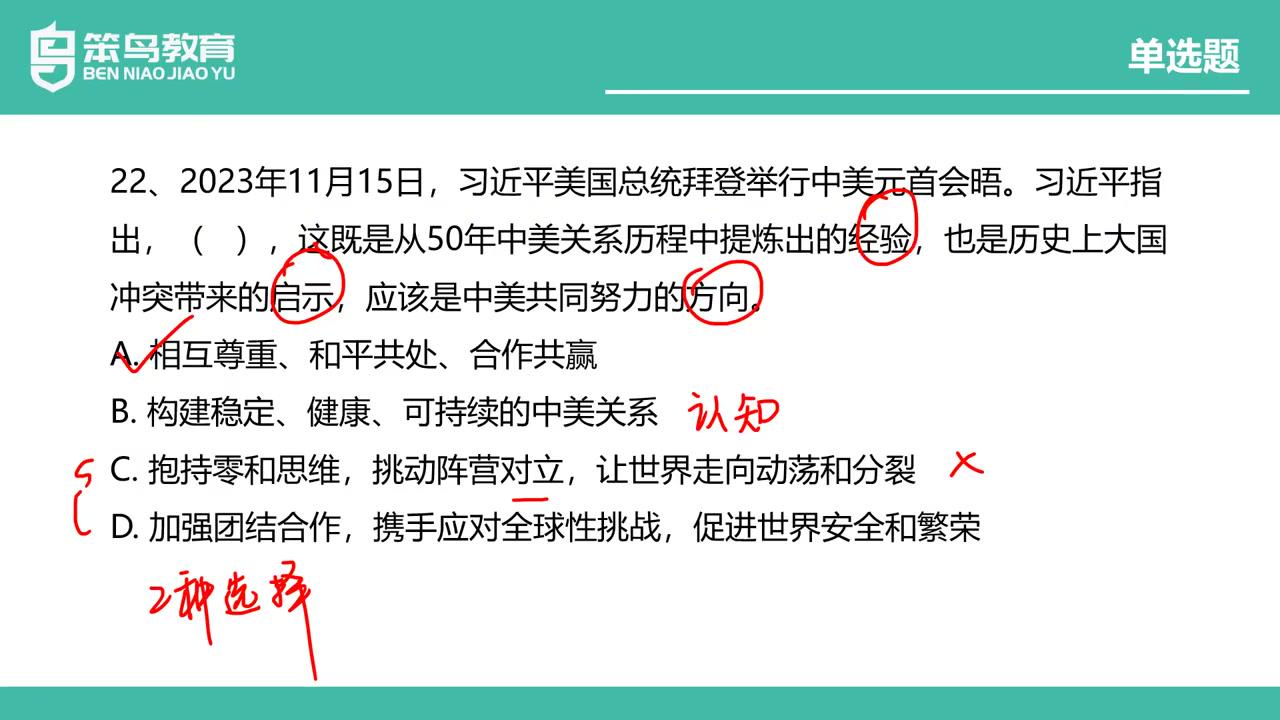 笨鸟教育
BEN NIAO JIAO YU
单选题
22、2023年11月15日，习近平美国总统拜登举行中美元首会晤。习近平指
出，（ ），这既是从50年中美关系历程中提炼出的经验，也是历史上大国
冲突带来的启示，应该是中美共同努力的方向。
A. 相互尊重、和平共处、合作共赢
B. 构建稳定、健康、可持续的中美关系 认知
C. 抱持零和思维，挑动阵营对立，让世界走向动荡和分裂
D. 加强团结合作，携手应对全球性挑战，促进世界安全和繁荣
2种选择